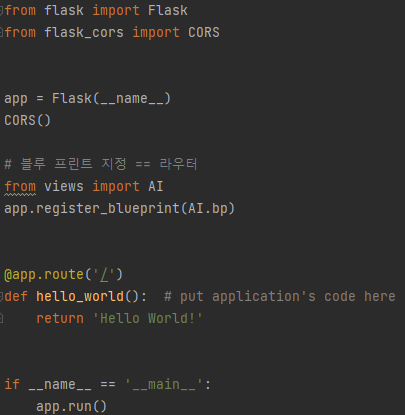 from flask import Flask
from flask_cors import CORS
app = Flask(__name__)
CORS()
# 블루 프린트 지정 == 라우터
from views import AI
app.register_blueprint(AI.bp)
@app.route('/')
def hello_world():  # put application's code here
    return 'Hello World!'
if __name__ == '__main__':
    app.run()